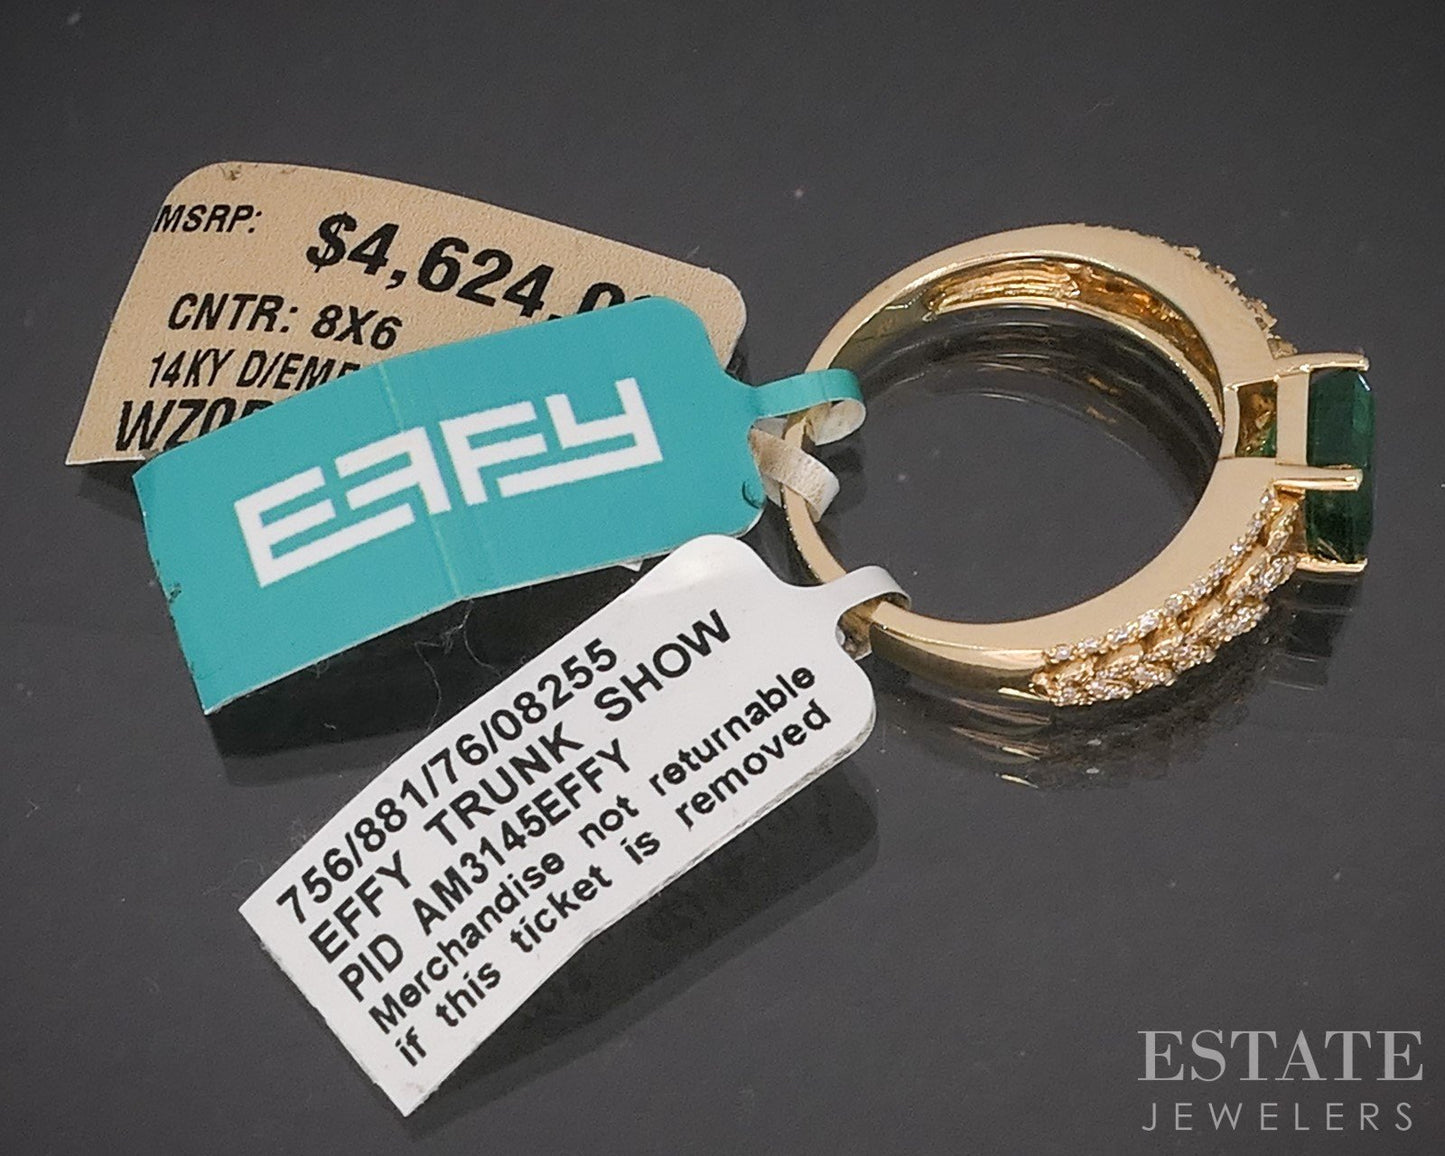 MSRP: $4,624.0
CNTR: 8X6
14KY D/EME
EFFY
756/881/76/08255
EFFY TRUNK SHOW
PID AM3145EFFY
Merchandise not returnable
if this ticket is removed
ESTATE
JEWELERS